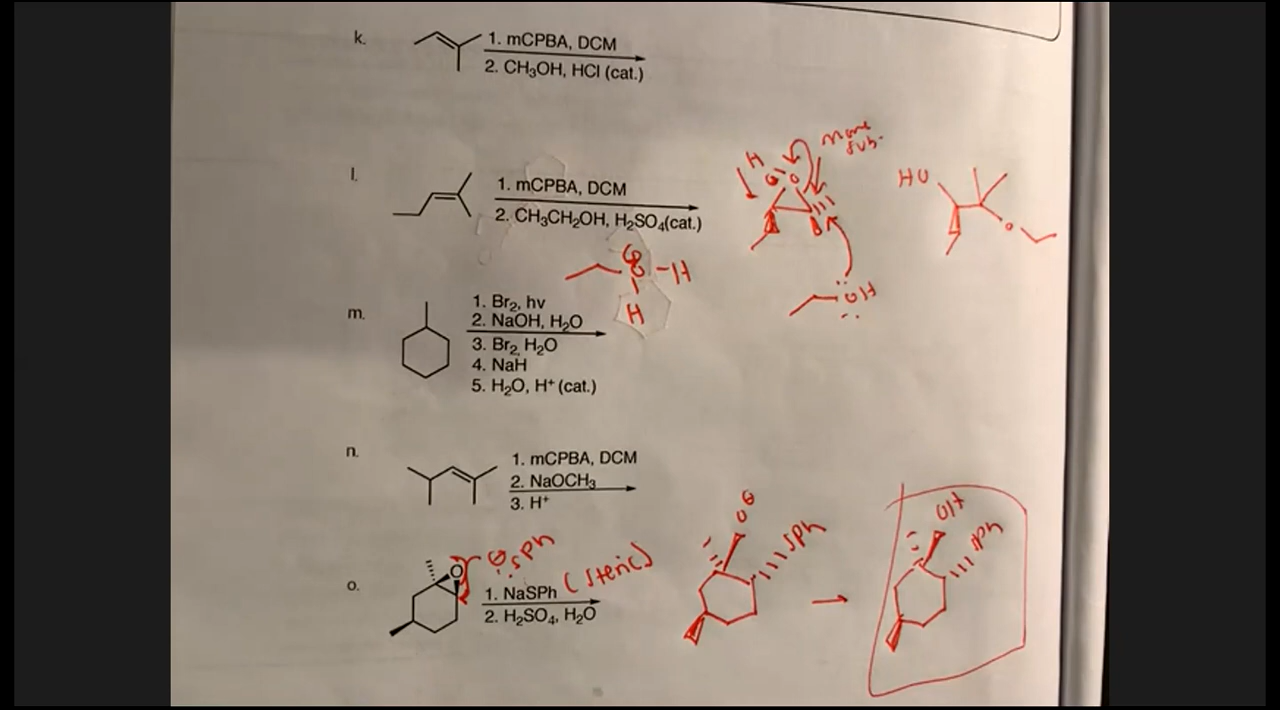 k.
1. mCPBA, DCM
2. CH₃OH, HCl (cat.)
more
sub.
H
O
HO
l.
1. mCPBA, DCM
2. CH₃CH₂OH, H₂SO₄(cat.)
O
-H
H
O
OH
m.
1. Br₂, hv
2. NaOH, H₂O
3. Br₂, H₂O
4. NaH
5. H₂O, H⁺ (cat.)
n.
1. mCPBA, DCM
2. NaOCH₃
3. H⁺
o.
O
⊖SPh
(Steric)
1. NaSPh
2. H₂SO₄, H₂O
O⊖
SPh
OH
SPh